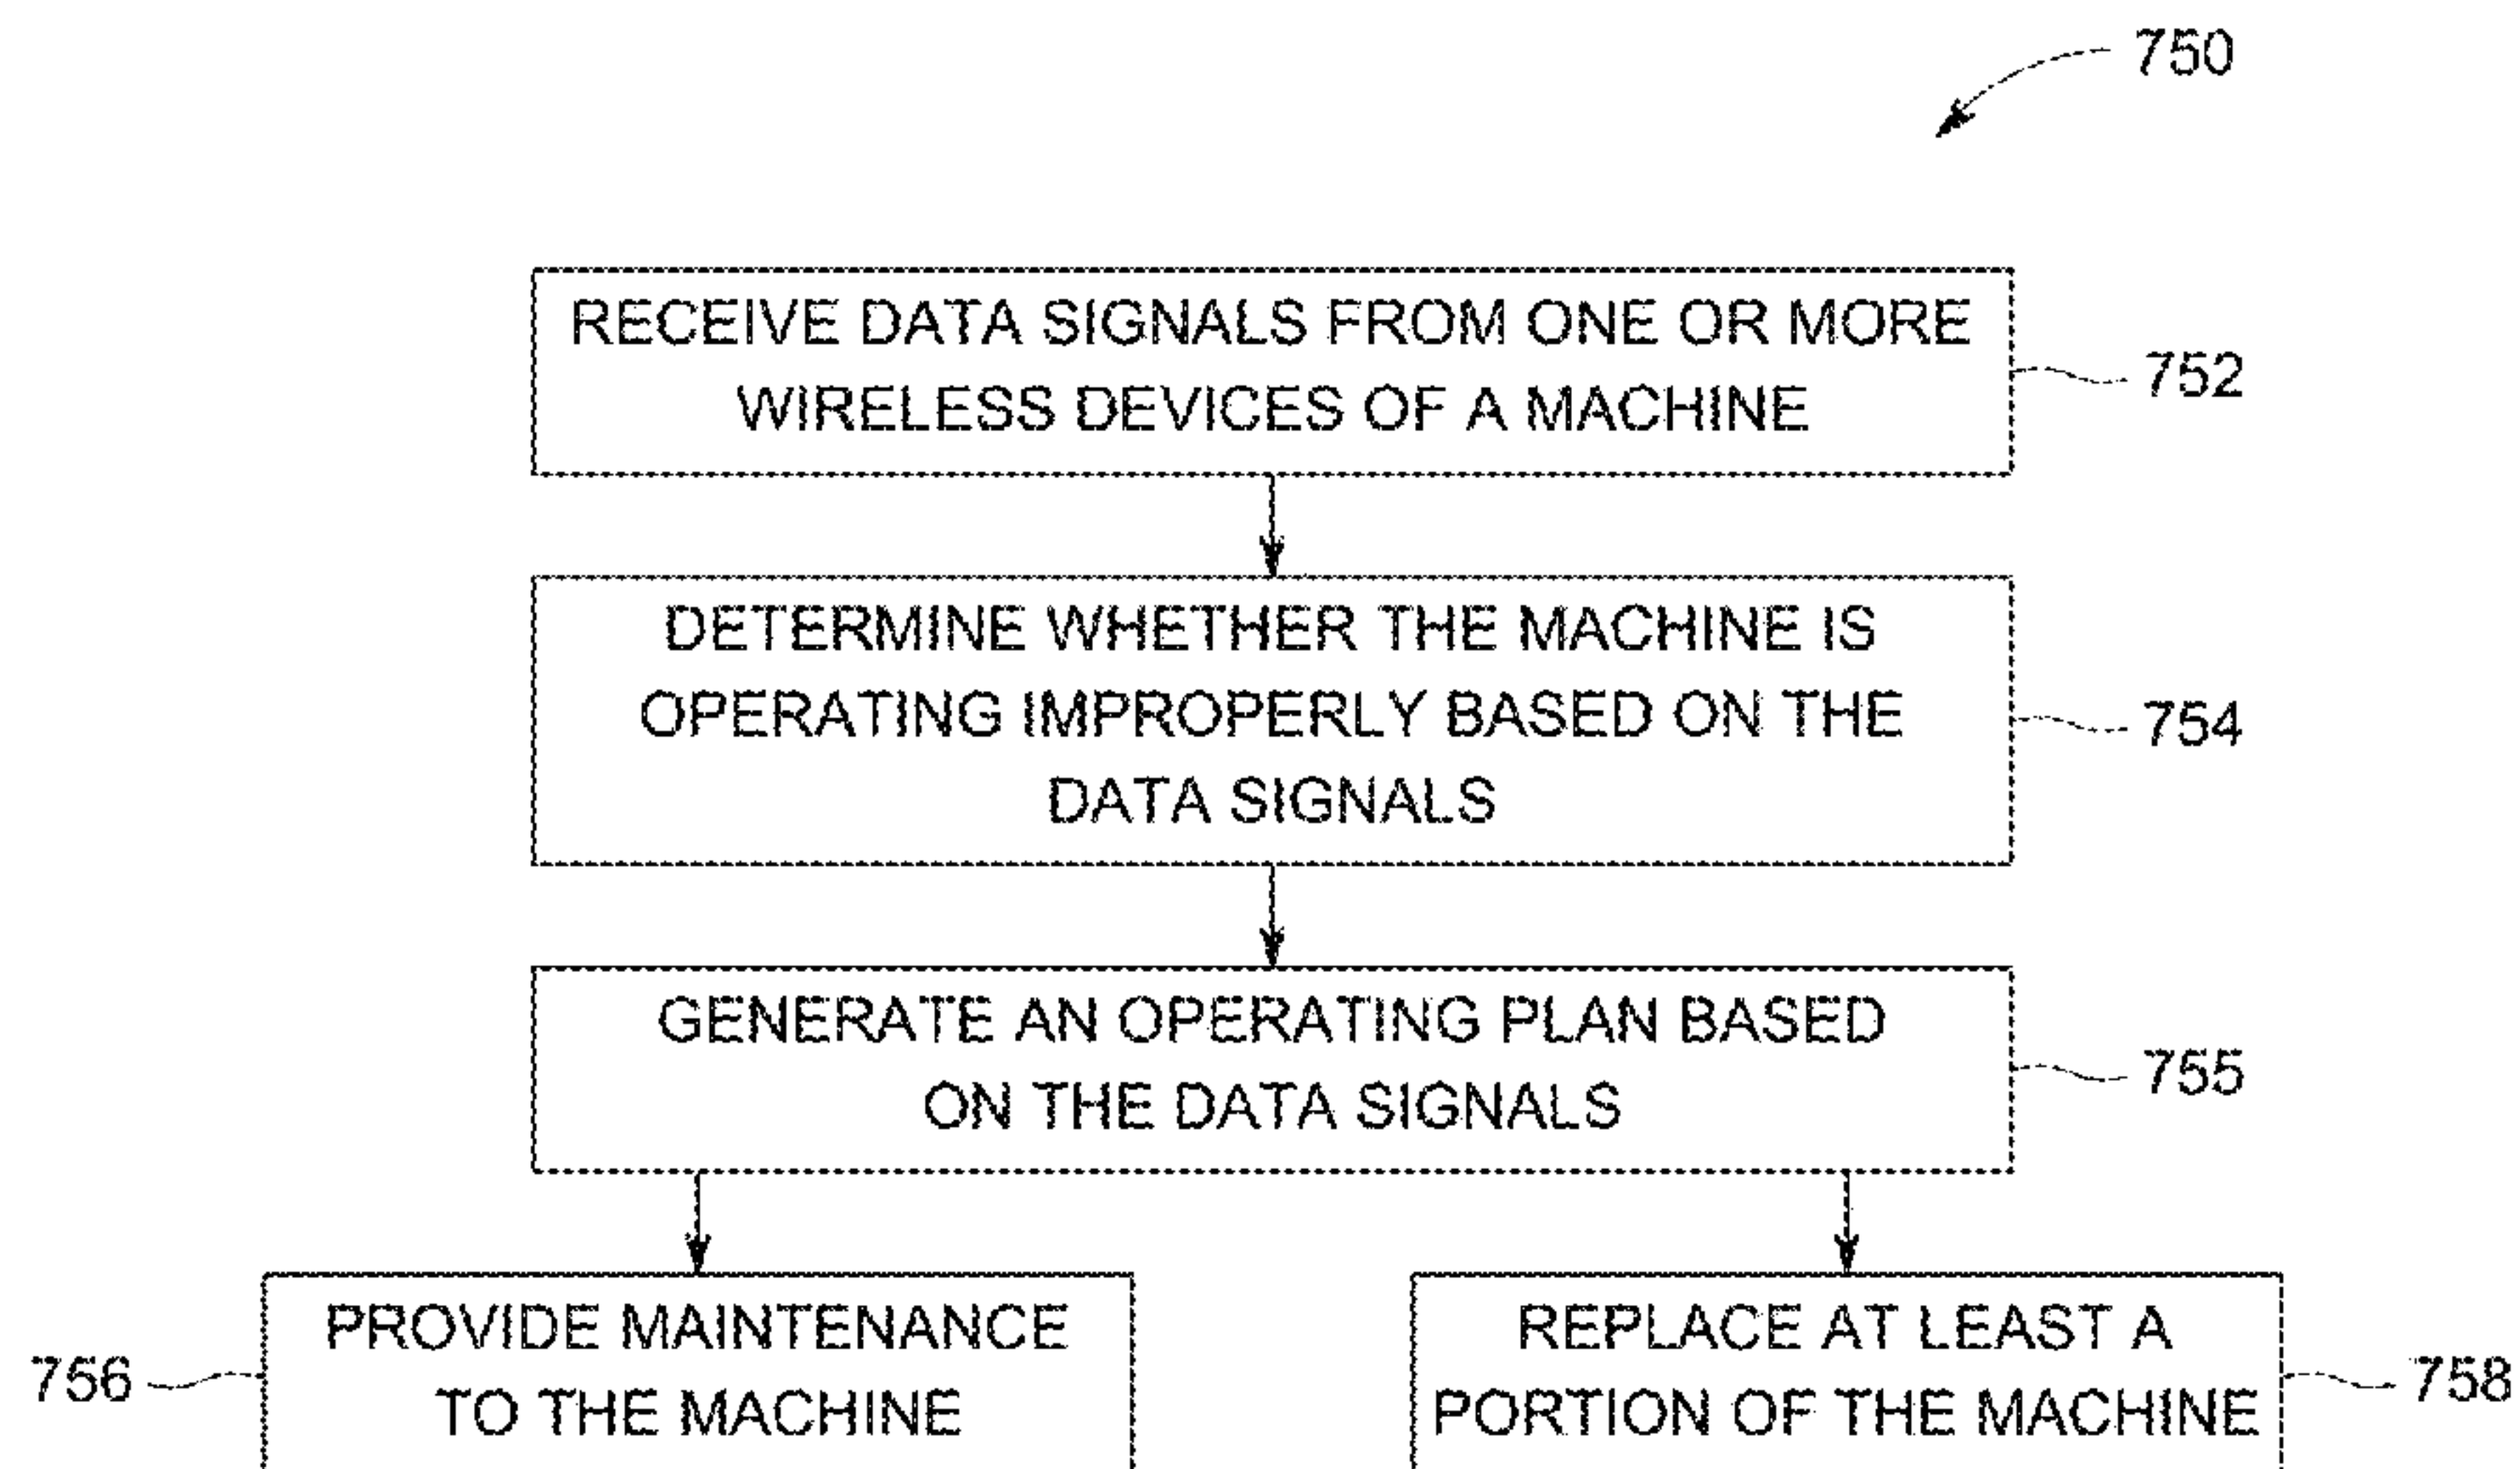 750
RECEIVE DATA SIGNALS FROM ONE OR MORE
WIRELESS DEVICES OF A MACHINE
752
DETERMINE WHETHER THE MACHINE IS
OPERATING IMPROPERLY BASED ON THE
DATA SIGNALS
754
GENERATE AN OPERATING PLAN BASED
ON THE DATA SIGNALS
755
PROVIDE MAINTENANCE
TO THE MACHINE
756
REPLACE AT LEAST A
PORTION OF THE MACHINE
758